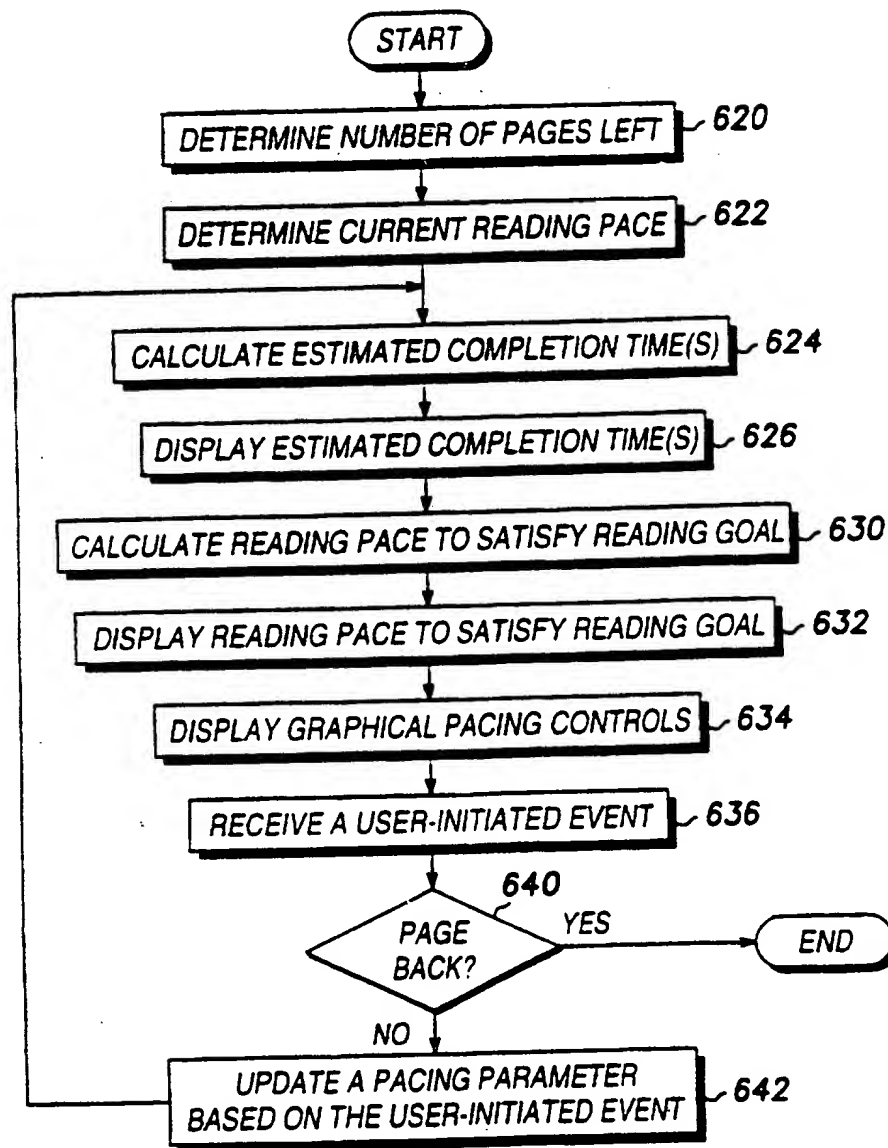 START
DETERMINE NUMBER OF PAGES LEFT 620
DETERMINE CURRENT READING PACE 622
CALCULATE ESTIMATED COMPLETION TIME(S) 624
DISPLAY ESTIMATED COMPLETION TIME(S) 626
CALCULATE READING PACE TO SATISFY READING GOAL 630
DISPLAY READING PACE TO SATISFY READING GOAL 632
DISPLAY GRAPHICAL PACING CONTROLS 634
RECEIVE A USER-INITIATED EVENT 636
640
PAGE
BACK?
YES
END
NO
UPDATE A PACING PARAMETER
BASED ON THE USER-INITIATED EVENT 642